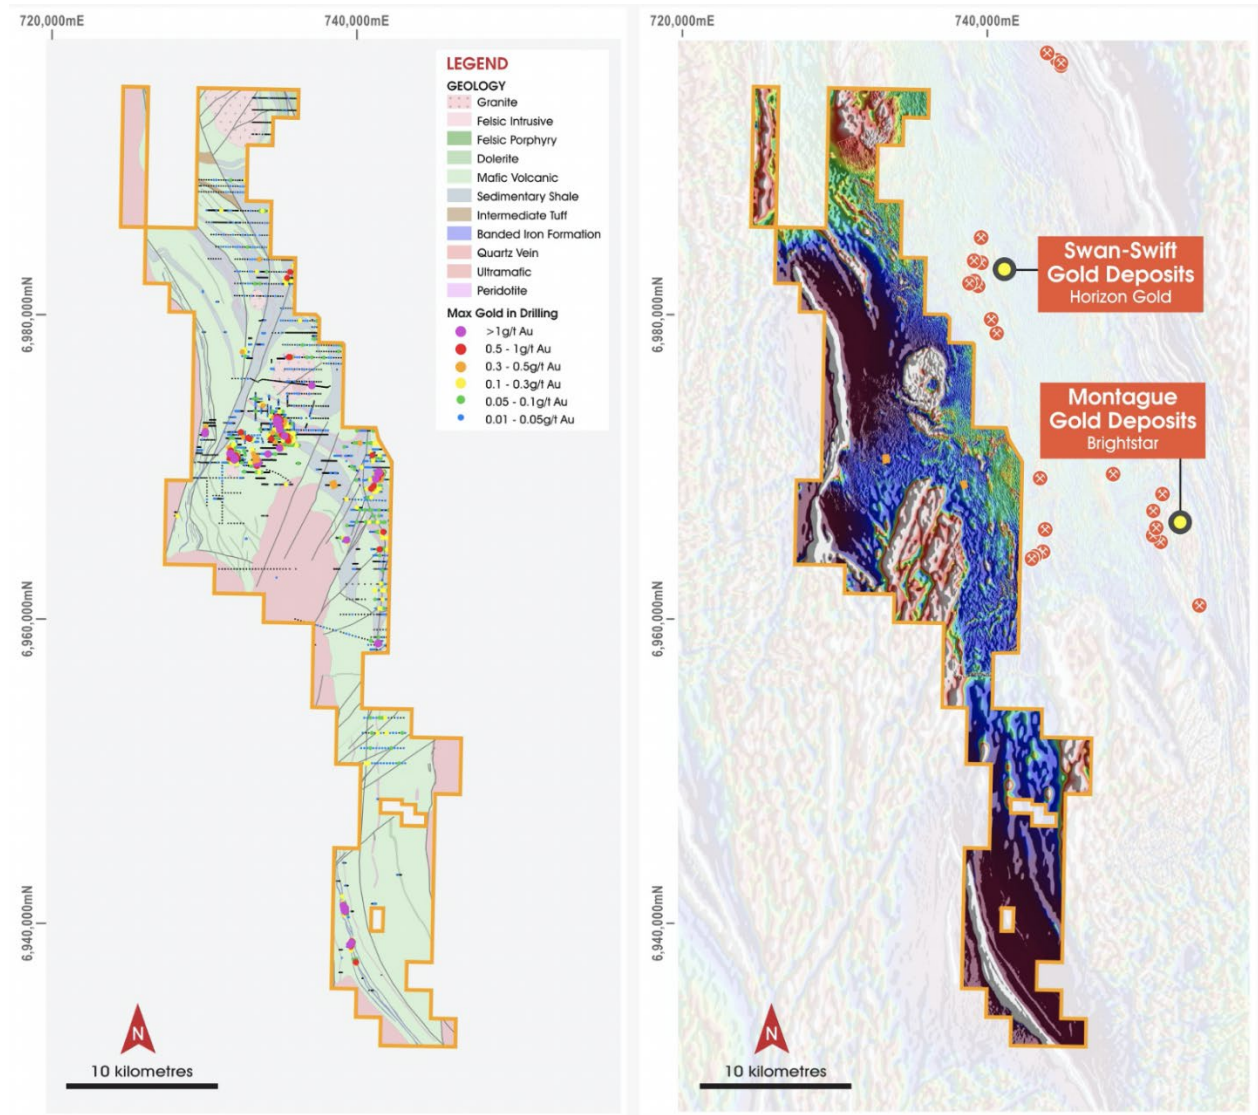 720,000mE
740,000mE
LEGEND
GEOLOGY
Granite
Felsic Intrusive
Felsic Porphyry
Dolerite
Mafic Volcanic
Sedimentary Shale
Intermediate Tuff
Banded Iron Formation
Quartz Vein
Ultramafic
Peridotite
Max Gold in Drilling
>1g/t Au
0.5 - 1g/t Au
0.3 - 0.5g/t Au
0.1 - 0.3g/t Au
0.05 - 0.1g/t Au
0.01 - 0.05g/t Au
6,980,000mN
6,960,000mN
6,940,000mN
N
10 kilometres
720,000mE
740,000mE
Swan-Swift
Gold Deposits
Horizon Gold
Montague
Gold Deposits
Brightstar
6,980,000mN
6,960,000mN
6,940,000mN
N
10 kilometres